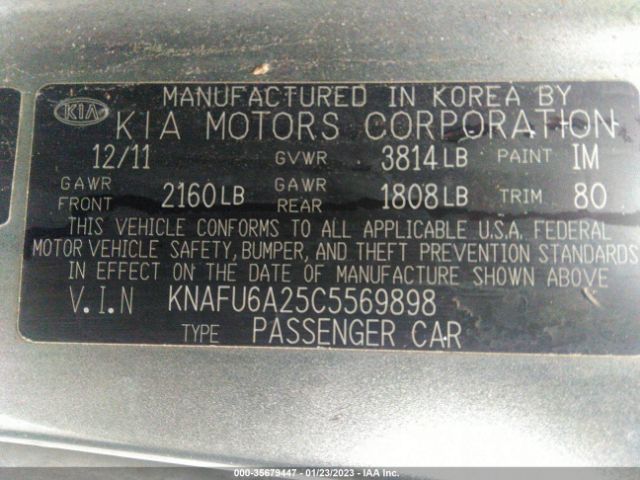 MANUFACTURED IN KOREA BY
KIA KIA MOTORS CORPORATION
12/11 GVWR 3814 LB PAINT IM
GAWR FRONT 2160 LB GAWR REAR 1808 LB TRIM 80
THIS VEHICLE CONFORMS TO ALL APPLICABLE U.S.A. FEDERAL
MOTOR VEHICLE SAFETY, BUMPER, AND THEFT PREVENTION STANDARDS
IN EFFECT ON THE DATE OF MANUFACTURE SHOWN ABOVE
V.I.N KNAFU6A25C5569898
TYPE PASSENGER CAR
000-35679447 - 01/23/2023 - IAA Inc.